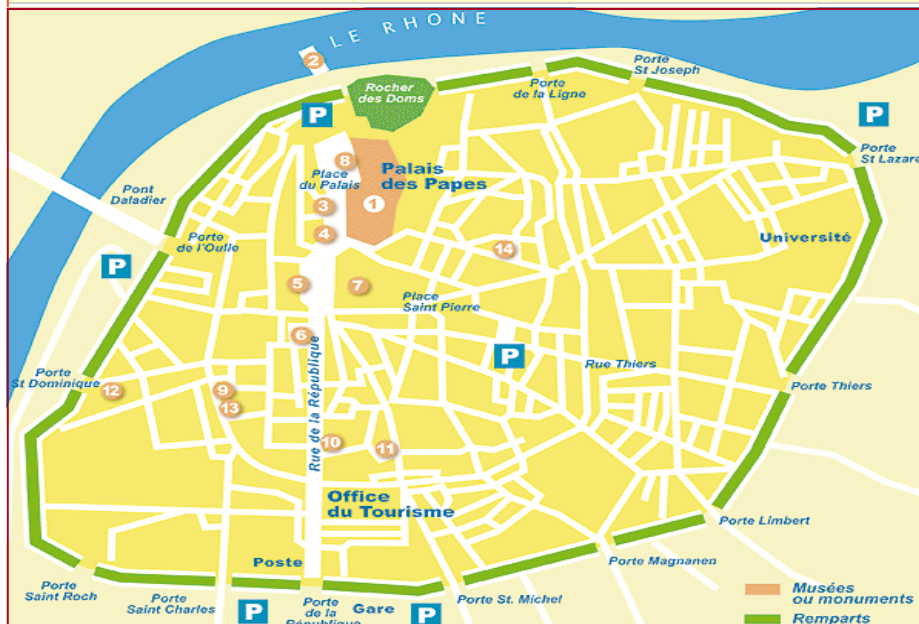 LE RHONE
2
Porte
St Joseph
Rocher
des Doms
Porte
de la Ligne
P
P
Porte
St Lazare
8
Palais
des Papes
Place
du Palais
Pont
Daladier
3
1
4
Porte
de l'Oulle
14
Université
P
5
7
Place
Saint Pierre
6
P
Rue de la République
Rue Thiers
Porte
St Dominique
12
9
13
Porte Thiers
10
11
Office
du Tourisme
Porte Limbert
Poste
Porte Magnanen
Porte
Saint Roch
Porte
Saint Charles
P
Porte
de la
République
Gare
P
Porte St. Michel
Musées
ou monuments
Remparts